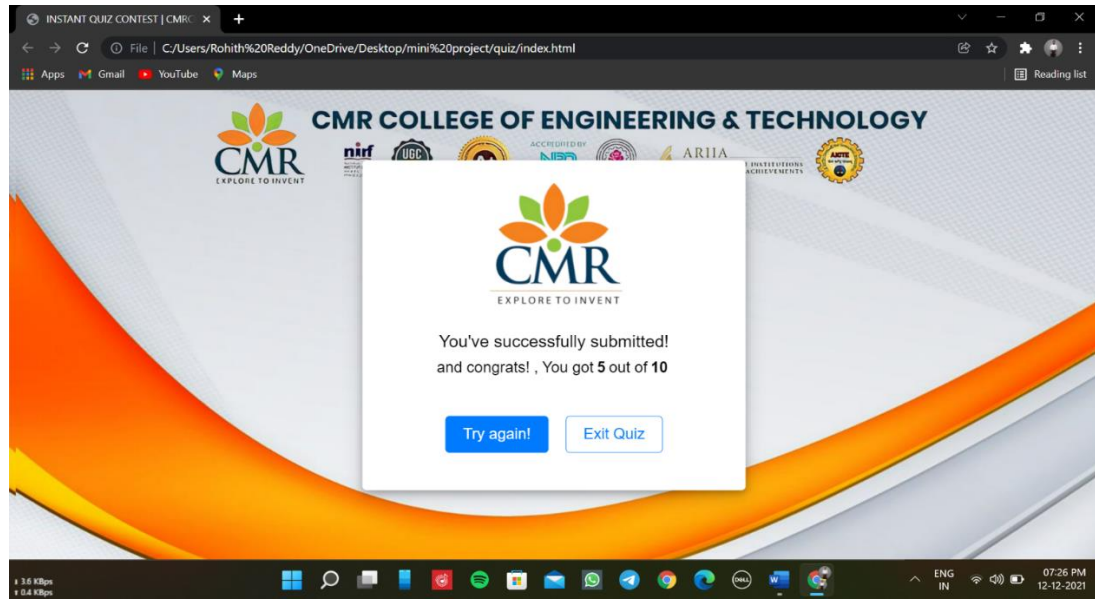 INSTANT QUIZ CONTEST | CMRC
File | C:/Users/Rohith%20Reddy/OneDrive/Desktop/mini%20project/quiz/index.html
Apps Gmail YouTube Maps Reading list
CMR COLLEGE OF ENGINEERING & TECHNOLOGY
CMR
EXPLORE TO INVENT
nirf UGC A+ ACCREDITED BY ARIIA AICTE
CMR
EXPLORE TO INVENT
You've successfully submitted!
and congrats! , You got 5 out of 10
Try again! Exit Quiz
3.6 KBps
0.4 KBps
ENG
IN
07:26 PM
12-12-2021